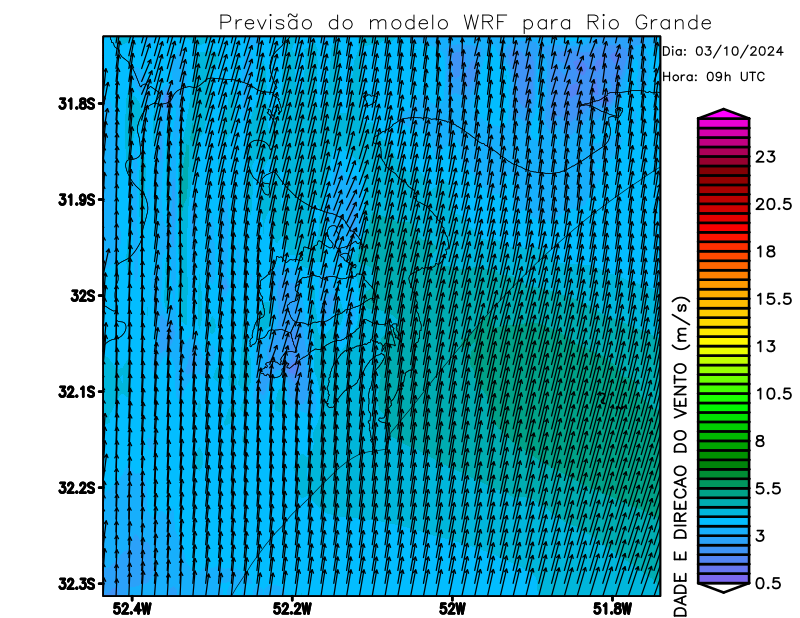 Previsão do modelo WRF para Rio Grande
Dia: 03/10/2024
Hora: 09h UTC
31.8S
31.9S
32S
32.1S
32.2S
32.3S
52.4W
52.2W
52W
51.8W
23
20.5
18
15.5
13
10.5
8
5.5
3
0.5
DADE E DIRECAO DO VENTO (m/s)